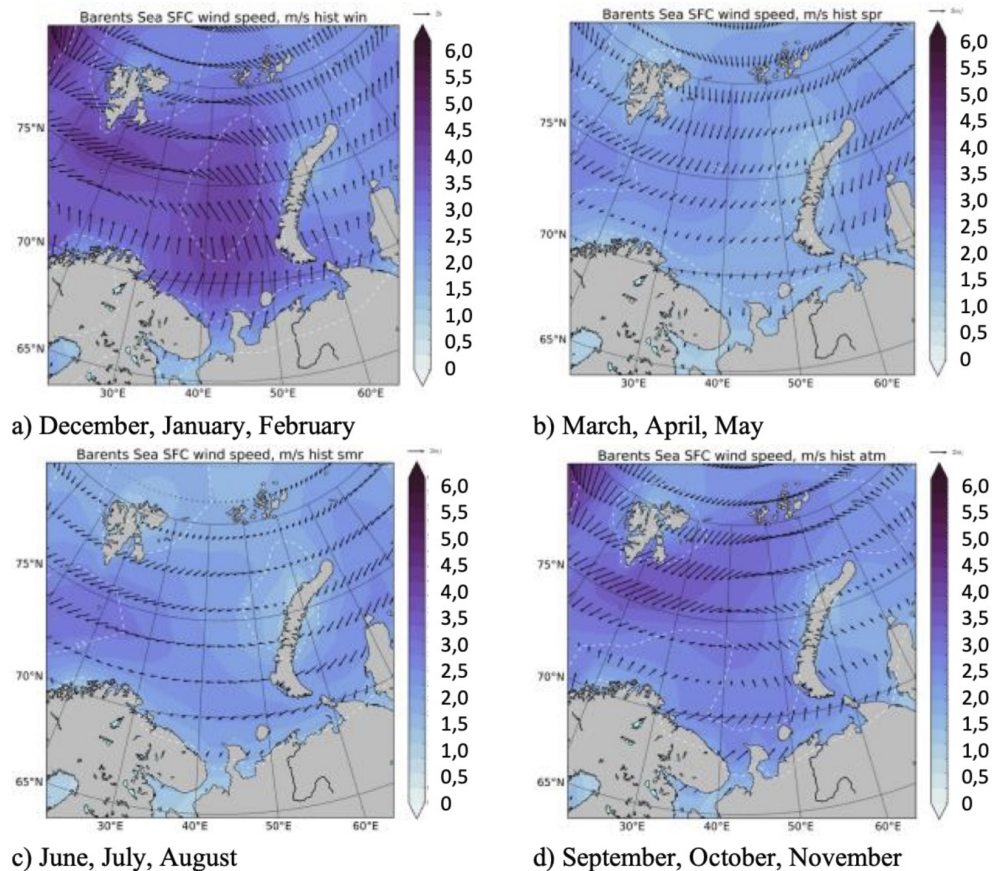 Barents Sea SFC wind speed, m/s hist win
75°N
70°N
65°N
30°E 40°E 50°E 60°E
6,0
5,5
5,0
4,5
4,0
3,5
3,0
2,5
2,0
1,5
1,0
0,5
0
a) December, January, February
Barents Sea SFC wind speed, m/s hist spr
75°N
70°N
65°N
30°E 40°E 50°E 60°E
6,0
5,5
5,0
4,5
4,0
3,5
3,0
2,5
2,0
1,5
1,0
0,5
0
b) March, April, May
Barents Sea SFC wind speed, m/s hist smr
75°N
70°N
65°N
30°E 40°E 50°E 60°E
6,0
5,5
5,0
4,5
4,0
3,5
3,0
2,5
2,0
1,5
1,0
0,5
0
c) June, July, August
Barents Sea SFC wind speed, m/s hist atm
75°N
70°N
65°N
30°E 40°E 50°E 60°E
6,0
5,5
5,0
4,5
4,0
3,5
3,0
2,5
2,0
1,5
1,0
0,5
0
d) September, October, November